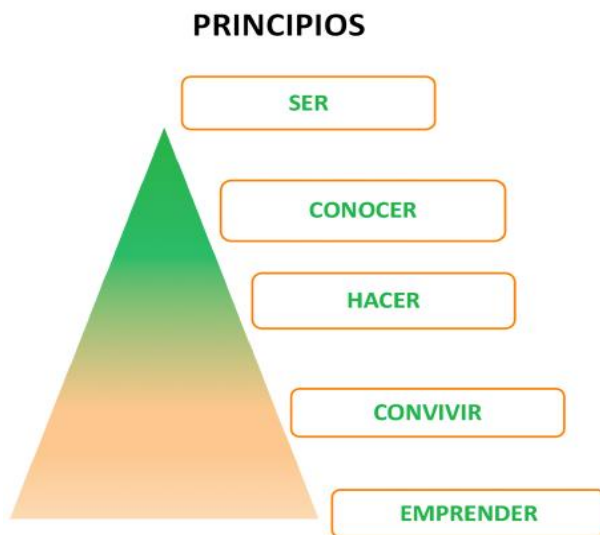 PRINCIPIOS
SER
CONOCER
HACER
CONVIVIR
EMPRENDER